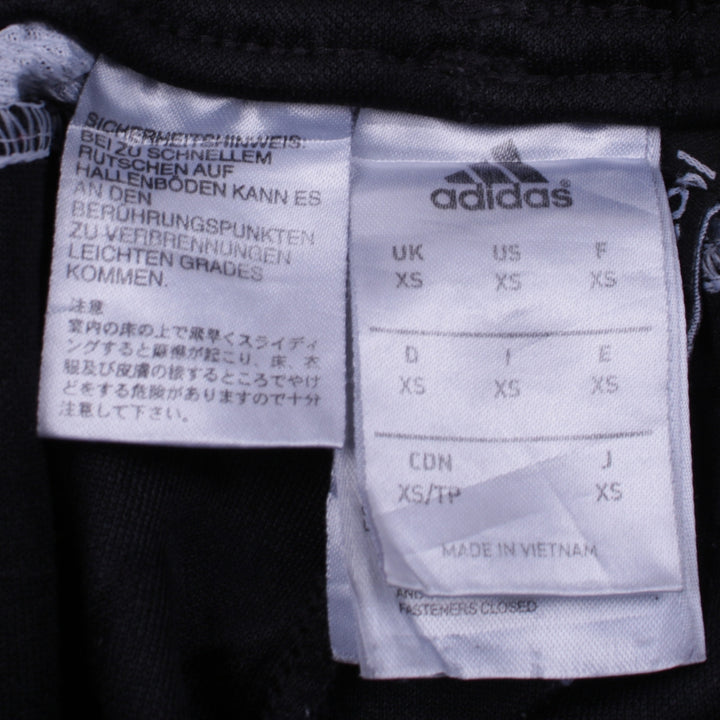 SICHERHEITSHINWEIS:
BEI ZU SCHNELLEM
RUTSCHEN AUF
HALLENBÖDEN KANN ES
AN DEN
BERÜHRUNGSPUNKTEN
ZU VERBRENNUNGEN
LEICHTEN GRADES
KOMMEN.
注意
室内の床の上で素早くスライディ
ングすると摩擦が起こり、床、衣
服及び皮膚の接するところでやけ
どをする危険がありますので十分
注意して下さい。
adidas®
UK US F
XS XS XS
D I E
XS XS XS
CDN J
XS/TP XS
MADE IN VIETNAM
AND
FASTENERS CLOSED